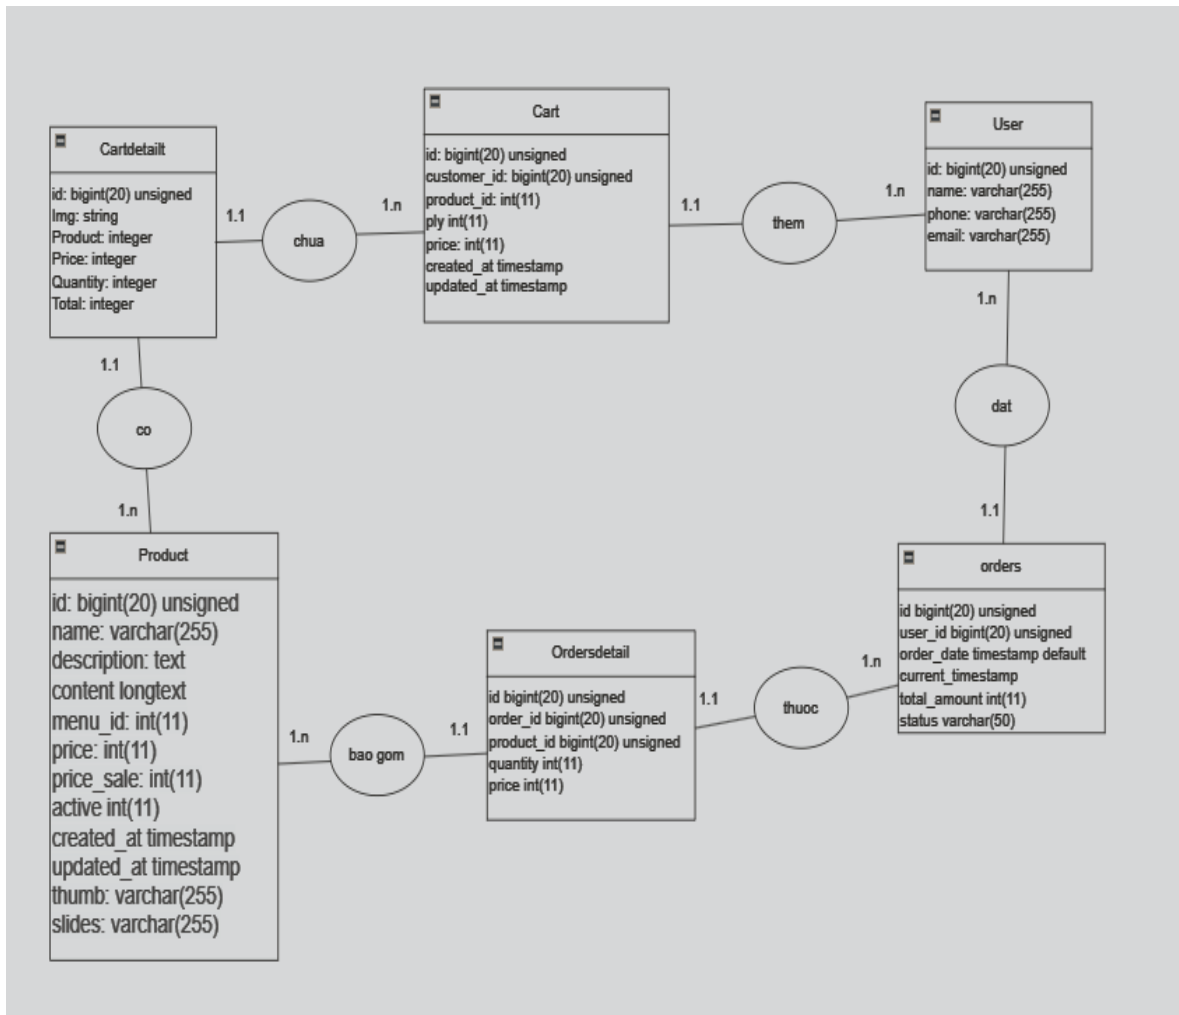 Cart
id: bigint(20) unsigned
customer_id: bigint(20) unsigned
product_id: int(11)
ply int(11)
price: int(11)
created_at timestamp
updated_at timestamp
User
id: bigint(20) unsigned
name: varchar(255)
phone: varchar(255)
email: varchar(255)
Cartdetailt
id: bigint(20) unsigned
Img: string
Product: integer
Price: integer
Quantity: integer
Total: integer
1.1
chua
1.n
1.1
them
1.n
1.n
dat
1.1
1.1
co
1.n
Product
id: bigint(20) unsigned
name: varchar(255)
description: text
content longtext
menu_id: int(11)
price: int(11)
price_sale: int(11)
active int(11)
created_at timestamp
updated_at timestamp
thumb: varchar(255)
slides: varchar(255)
1.n
bao gom
1.1
Ordersdetail
id bigint(20) unsigned
order_id bigint(20) unsigned
product_id bigint(20) unsigned
quantity int(11)
price int(11)
1.1
thuoc
1.n
orders
id bigint(20) unsigned
user_id bigint(20) unsigned
order_date timestamp default
current_timestamp
total_amount int(11)
status varchar(50)